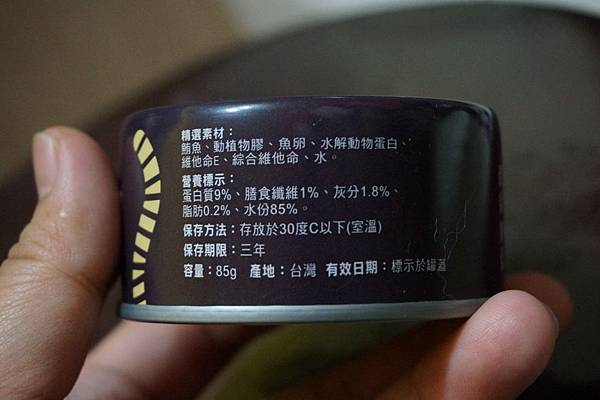 精選素材：
鮪魚、動植物膠、魚卵、水解動物蛋白、
維他命E、綜合維他命、水。
營養標示：
蛋白質9%、膳食纖維1%、灰分1.8%、
脂肪0.2%、水份85%。
保存方法：存放於30度C以下(室溫)
保存期限：三年
容量：85g 產地：台灣 有效日期：標示於罐蓋